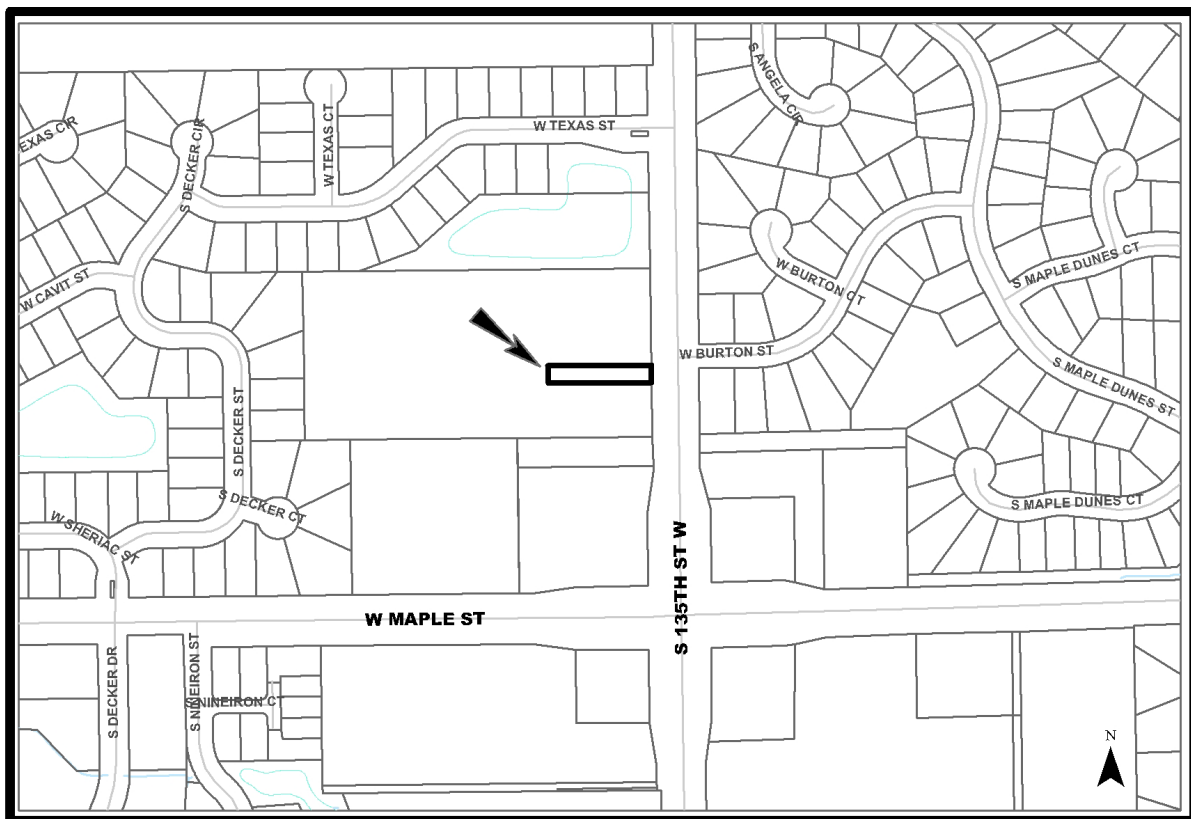 S ANGELA CIR
W TEXAS ST
EXAS CIR
S DECKER CIR
W TEXAS CT
W CAVIT ST
W BURTON CT
S MAPLE DUNES CT
W BURTON ST
S MAPLE DUNES ST
S DECKER ST
S DECKER CT
S MAPLE DUNES CT
W SHERIAC ST
W MAPLE ST
S 135TH ST W
S DECKER DR
S NINEIRON ST
S NINEIRON CT
N